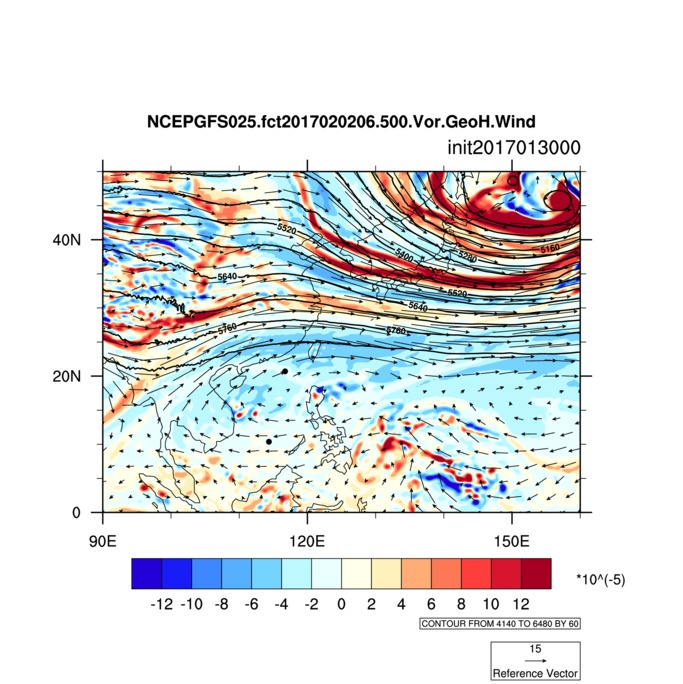 NCEPGFS025.fct2017020206.500.Vor.GeoH.Wind
init2017013000
40N
20N
0
90E 120E 150E
5520
5400
5280
5160
5640
5520
5640
5760
5760
-12 -10 -8 -6 -4 -2 0 2 4 6 8 10 12
*10^(-5)
CONTOUR FROM 4140 TO 6480 BY 60
15
Reference Vector